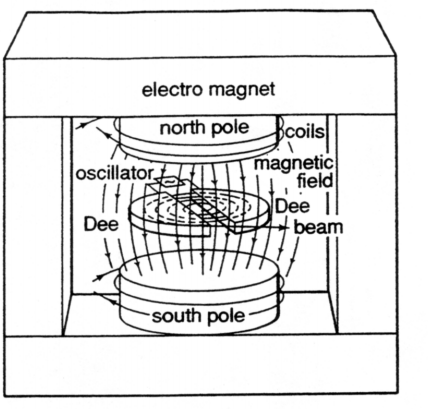 electro magnet
north pole
coils
oscillator
magnetic
field
Dee
Dee
beam
south pole